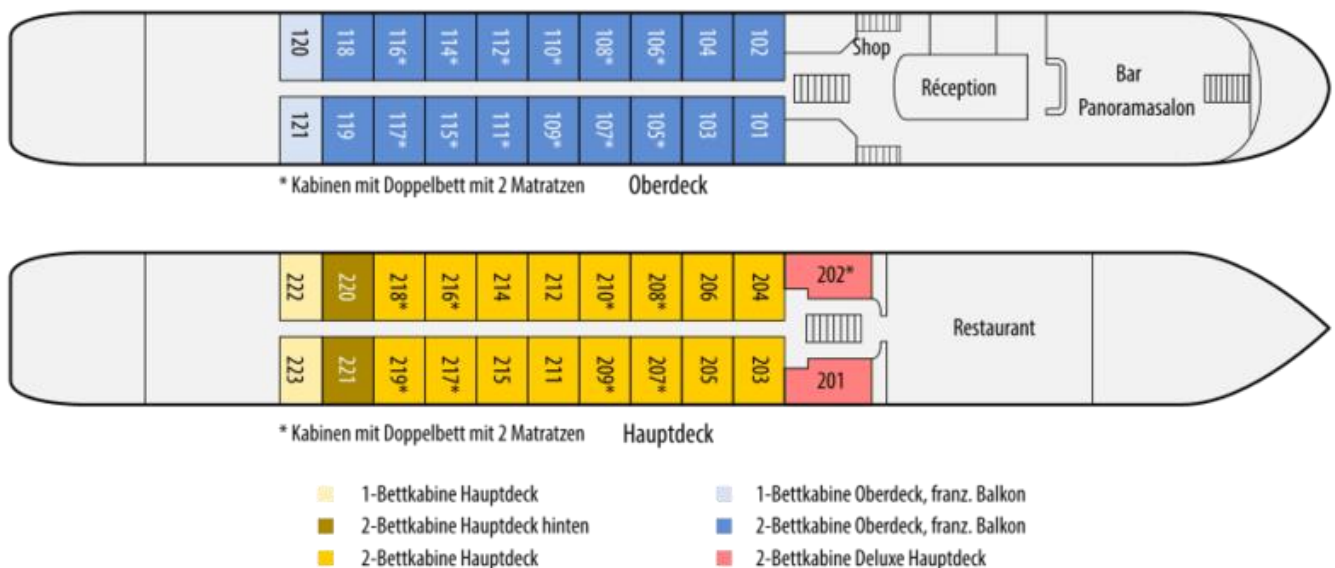 120 118 116* 114* 112* 110* 108* 106* 104 102
Shop
Réception
Bar
Panoramasalon
121 119 117* 115* 111* 109* 107* 105* 103 101
* Kabinen mit Doppelbett mit 2 Matratzen Oberdeck
222 220 218* 216* 214 212 210* 208* 206 204 202*
Restaurant
223 221 219* 217* 215 211 209* 207* 205 203 201
* Kabinen mit Doppelbett mit 2 Matratzen Hauptdeck
1-Bettkabine Hauptdeck
2-Bettkabine Hauptdeck hinten
2-Bettkabine Hauptdeck
1-Bettkabine Oberdeck, franz. Balkon
2-Bettkabine Oberdeck, franz. Balkon
2-Bettkabine Deluxe Hauptdeck